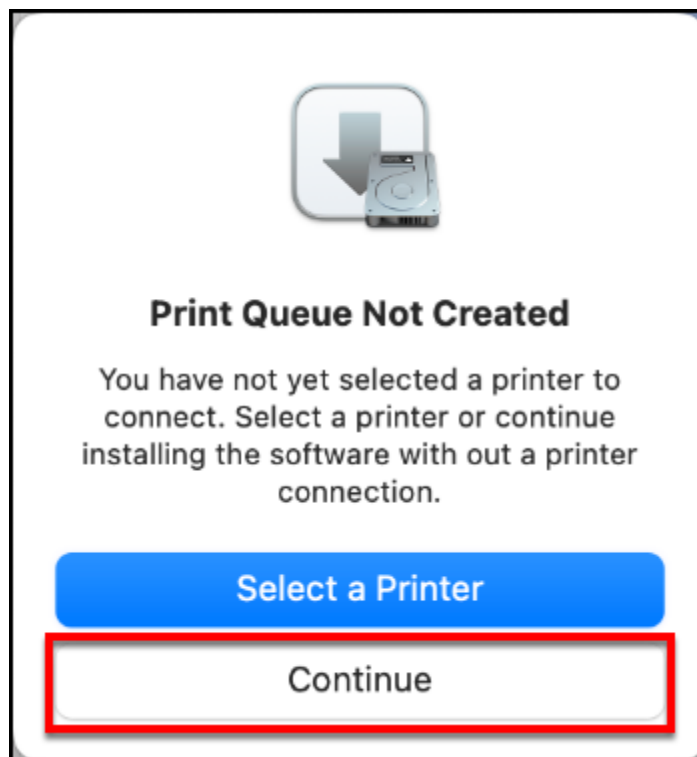 Print Queue Not Created
You have not yet selected a printer to
connect. Select a printer or continue
installing the software with out a printer
connection.
Select a Printer
Continue